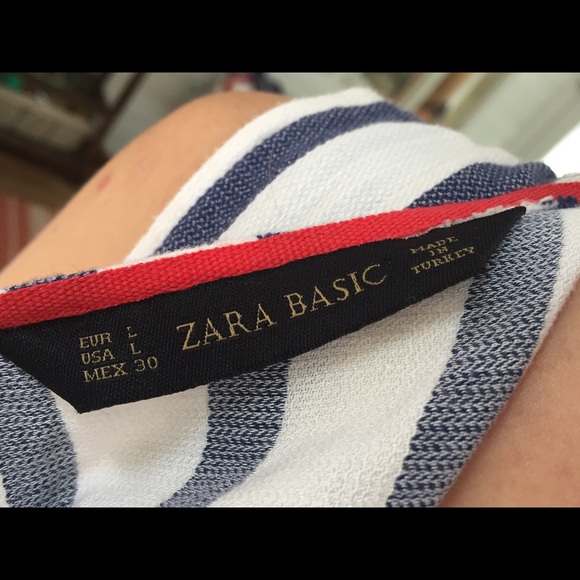 EUR L
USA L
MEX 30
ZARA BASIC
MADE
IN
TURKEY